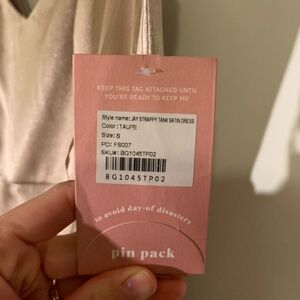 KEEP THIS TAG ATTACHED UNTIL
YOU'RE READY TO KEEP ME
Style name: JAY STRAPPY TANK SATIN DRESS
Color : TAUPE
Size: S
PO: FS007
SKU#: BG1045TP02
BG1045TP02
to avoid day-of disasters
pin pack